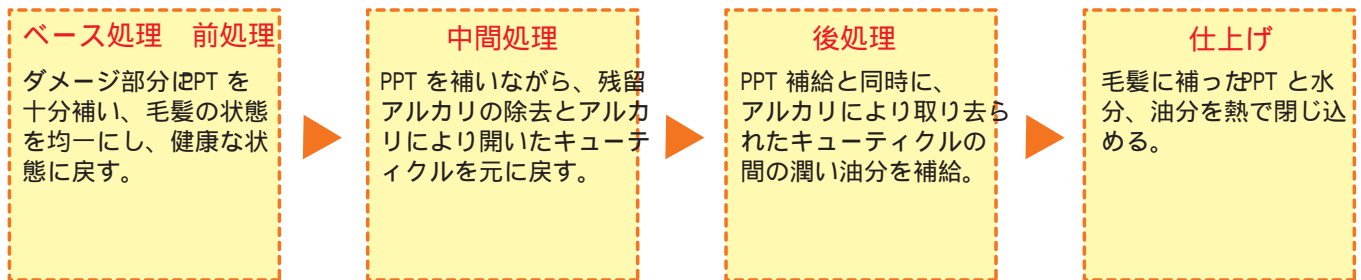 ベース処理　前処理
ダメージ部分にPPT を
十分補い、毛髪の状態
を均一にし、健康な状
態に戻す。
中間処理
PPT を補いながら、残留
アルカリの除去とアルカ
リにより開いたキューテ
ィクルを元に戻す。
後処理
PPT 補給と同時に、
アルカリにより取り去ら
れたキューティクルの
間の潤い油分を補給。
仕上げ
毛髪に補ったPPT と水
分、油分を熱で閉じ込
める。